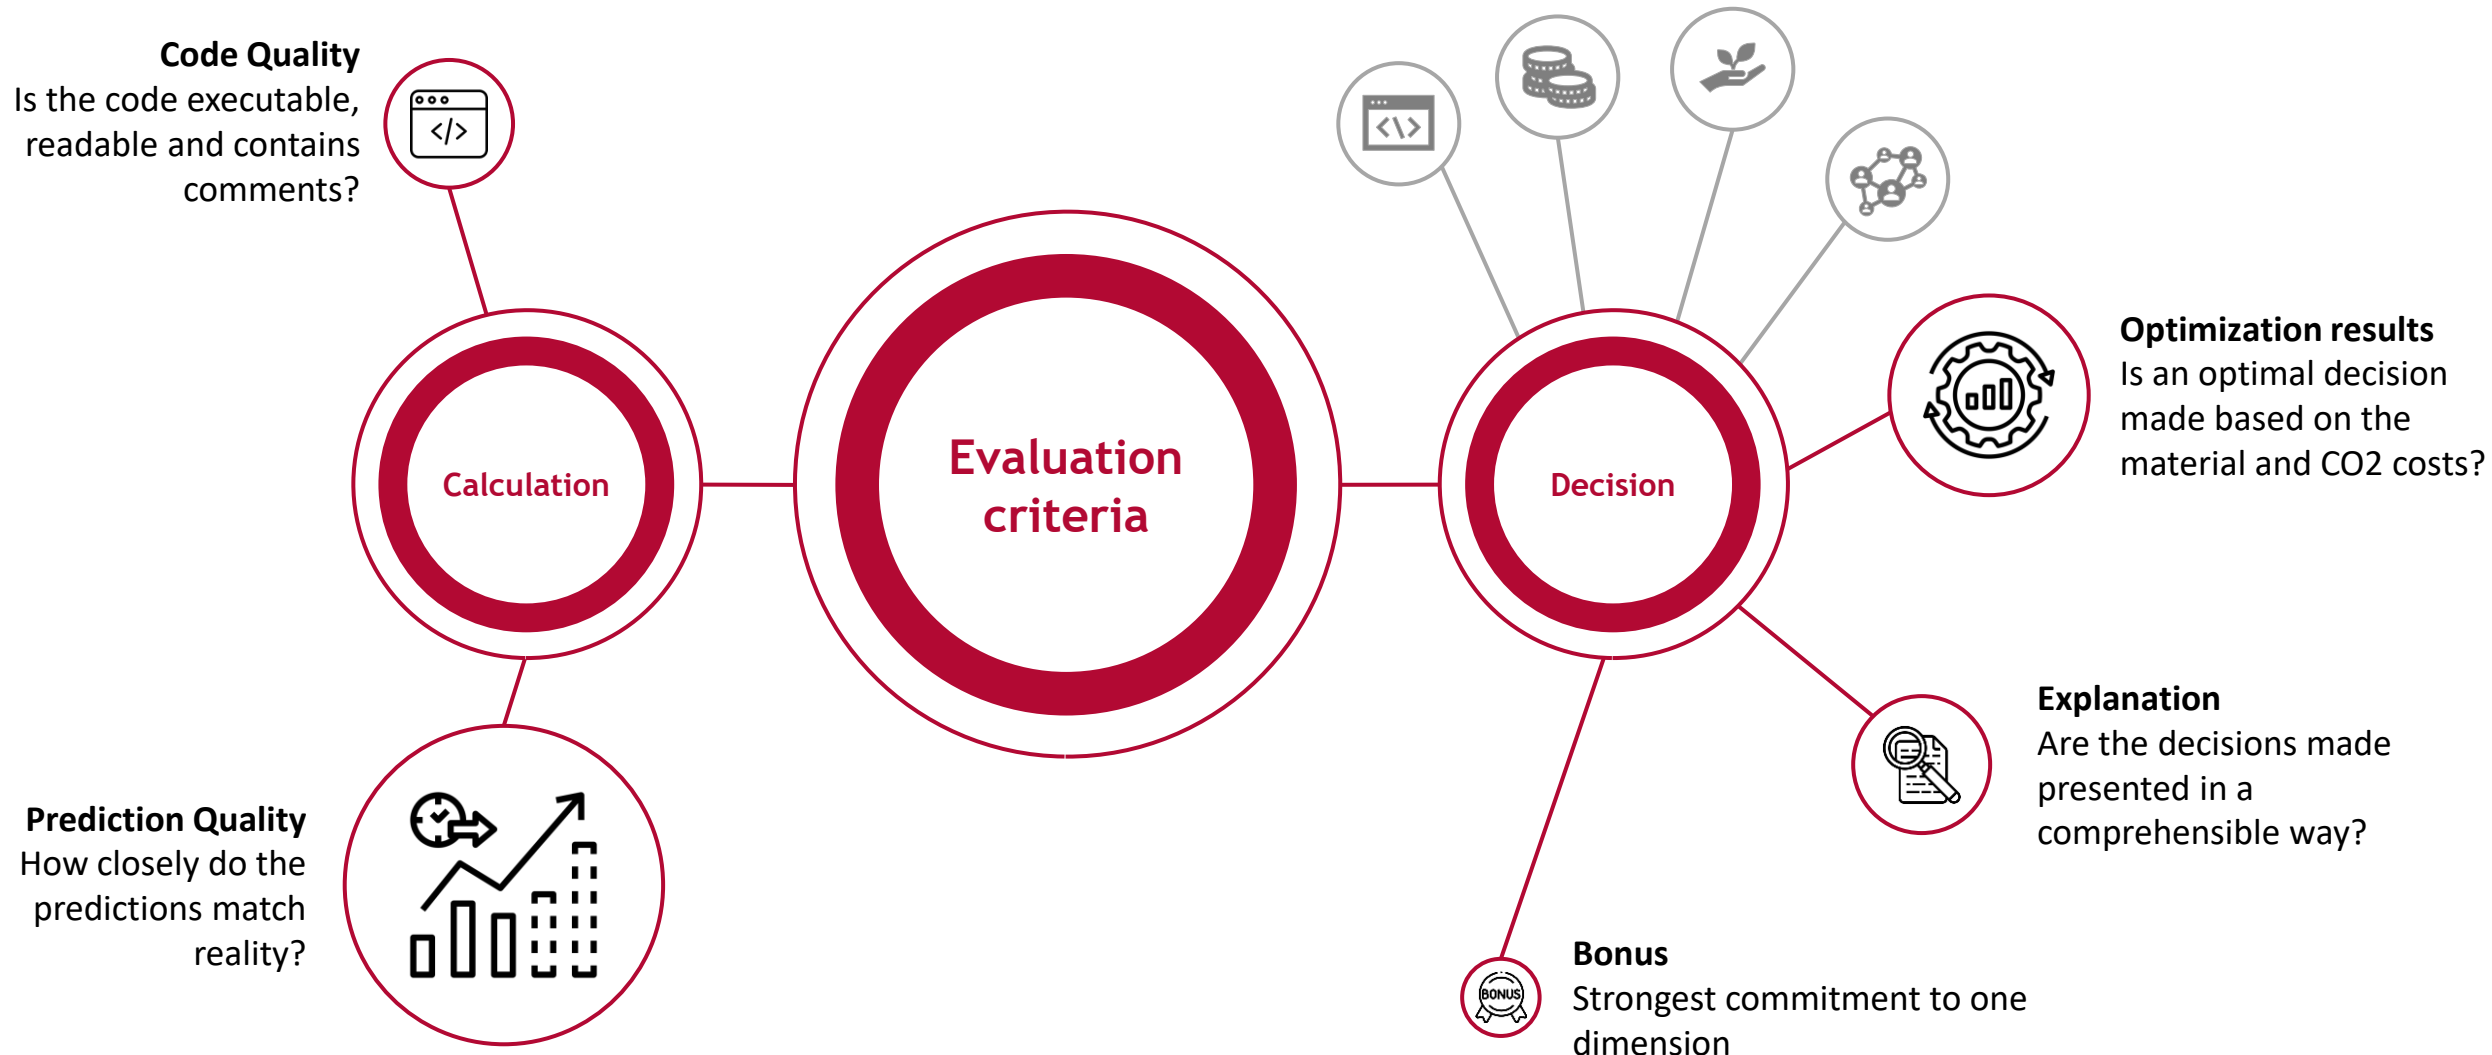 Code Quality
Is the code executable,
readable and contains
comments?
Calculation
Prediction Quality
How closely do the
predictions match
reality?
Evaluation
criteria
Decision
Optimization results
Is an optimal decision
made based on the
material and CO2 costs?
Explanation
Are the decisions made
presented in a
comprehensible way?
BONUS
Bonus
Strongest commitment to one
dimension